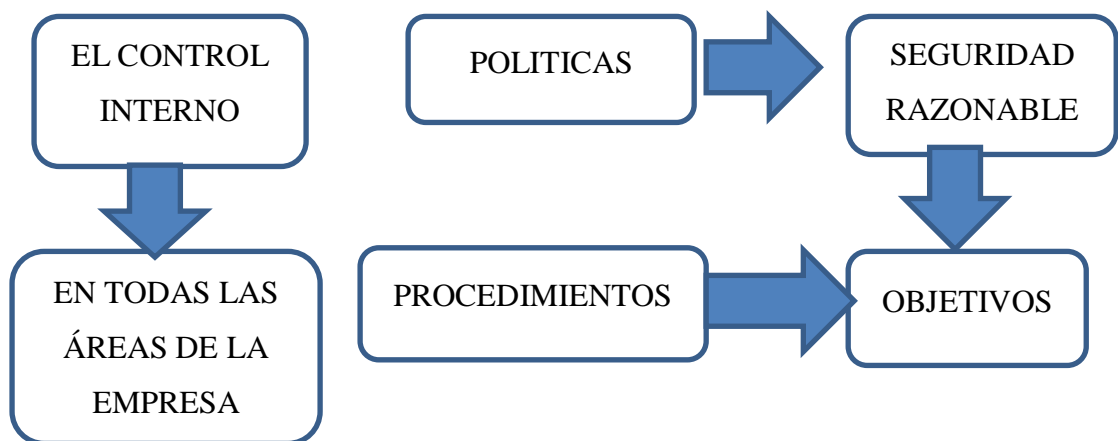 EL CONTROL
INTERNO
EN TODAS LAS
ÁREAS DE LA
EMPRESA
POLITICAS
PROCEDIMIENTOS
SEGURIDAD
RAZONABLE
OBJETIVOS